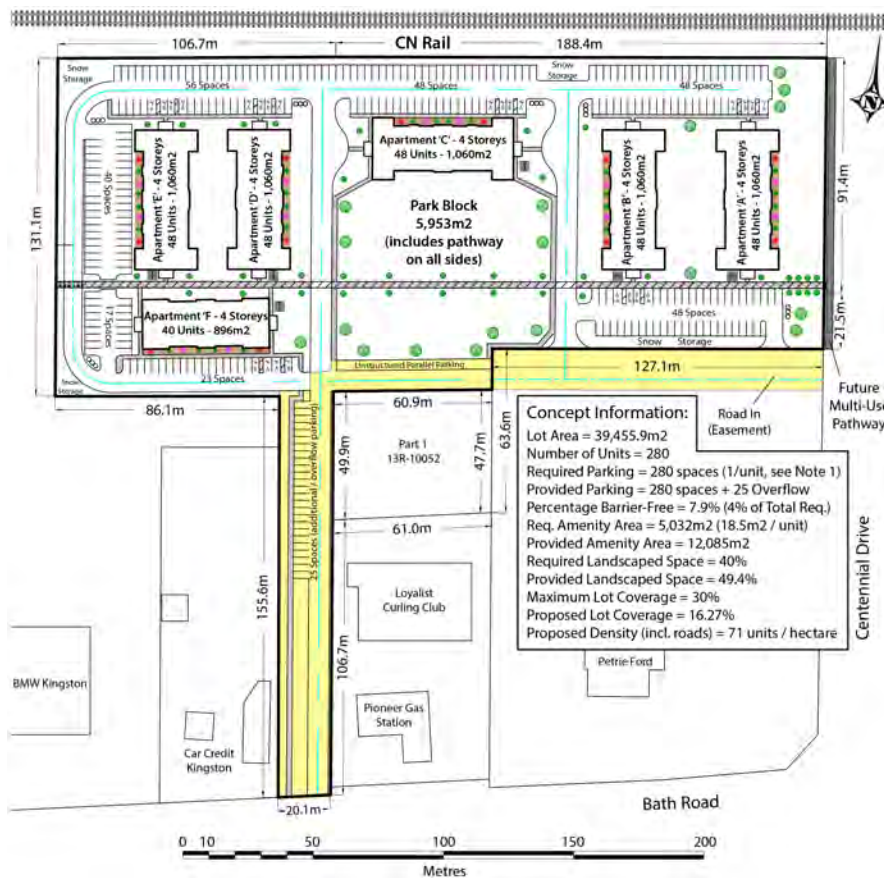 106.7m
CN Rail
188.4m
Snow
Storage
56 Spaces
48 Spaces
Snow
Storage
48 Spaces
N
131.1m
40 Spaces
Apartment 'E' - 4 Storeys
48 Units - 1,060m2
Apartment 'D' - 4 Storeys
48 Units - 1,060m2
Apartment 'C' - 4 Storeys
48 Units - 1,060m2
Park Block
5,953m2
(includes pathway
on all sides)
Apartment 'B' - 4 Storeys
48 Units - 1,060m2
Apartment 'A' - 4 Storeys
48 Units - 1,060m2
91.4m
17 Spaces
Apartment 'F' - 4 Storeys
40 Units - 896m2
48 Spaces
Snow Storage
21.5m
Unstructured Parallel Parking
Snow
Storage
23 Spaces
127.1m
86.1m
60.9m
63.6m
Road In
(Easement)
Future
Multi-Use
Pathway
25 Spaces (additional / overflow parking)
49.9m
Part 1
13R-10052
47.7m
61.0m
Concept Information:
Lot Area = 39,455.9m2
Number of Units = 280
Required Parking = 280 spaces (1/unit, see Note 1)
Provided Parking = 280 spaces + 25 Overflow
Percentage Barrier-Free = 7.9% (4% of Total Req.)
Req. Amenity Area = 5,032m2 (18.5m2 / unit)
Provided Amenity Area = 12,085m2
Required Landscaped Space = 40%
Provided Landscaped Space = 49.4%
Maximum Lot Coverage = 30%
Proposed Lot Coverage = 16.27%
Proposed Density (incl. roads) = 71 units / hectare
Centennial Drive
155.6m
106.7m
Loyalist
Curling Club
Petrie Ford
BMW Kingston
Pioneer Gas
Station
Car Credit
Kingston
20.1m
Bath Road
0 10 50 100 150 200
Metres